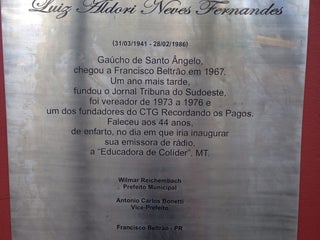 Luiz Aldori Neves Fernandes
(31/03/1941 - 28/02/1986)
Gaúcho de Santo Ângelo,
chegou a Francisco Beltrão em 1967.
Um ano mais tarde,
fundou o Jornal Tribuna do Sudoeste,
foi vereador de 1973 a 1976 e
um dos fundadores do CTG Recordando os Pagos.
Faleceu aos 44 anos,
de enfarto, no dia em que iria inaugurar
sua emissora de rádio,
a “Educadora de Colíder”, MT.
Wilmar Reichembach
Prefeito Municipal
Antonio Carlos Bonetti
Vice-Prefeito
Francisco Beltrão - PR